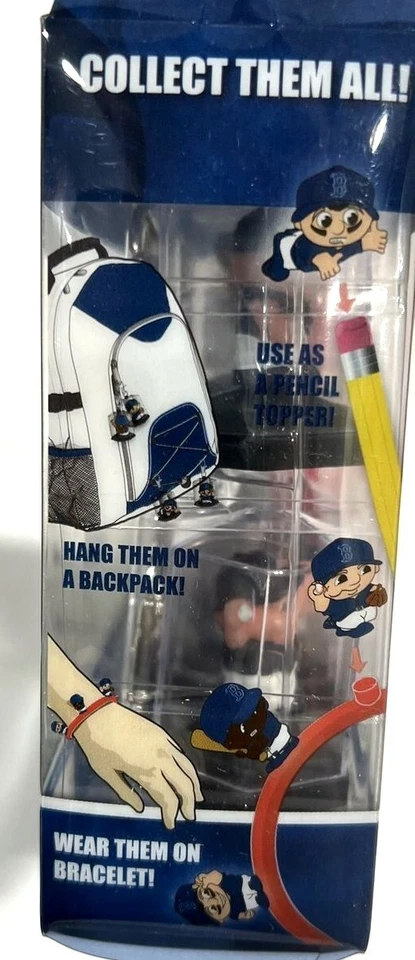 COLLECT THEM ALL!
B
USE AS
A PENCIL
TOPPER!
HANG THEM ON
A BACKPACK!
B
B
WEAR THEM ON
BRACELET!